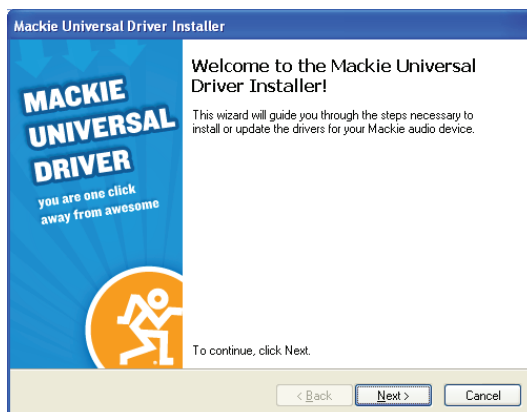 Mackie Universal Driver Installer
MACKIE
UNIVERSAL
DRIVER
you are one click
away from awesome
Welcome to the Mackie Universal
Driver Installer!
This wizard will guide you through the steps necessary to
install or update the drivers for your Mackie audio device.
To continue, click Next.
< Back
Next >
Cancel